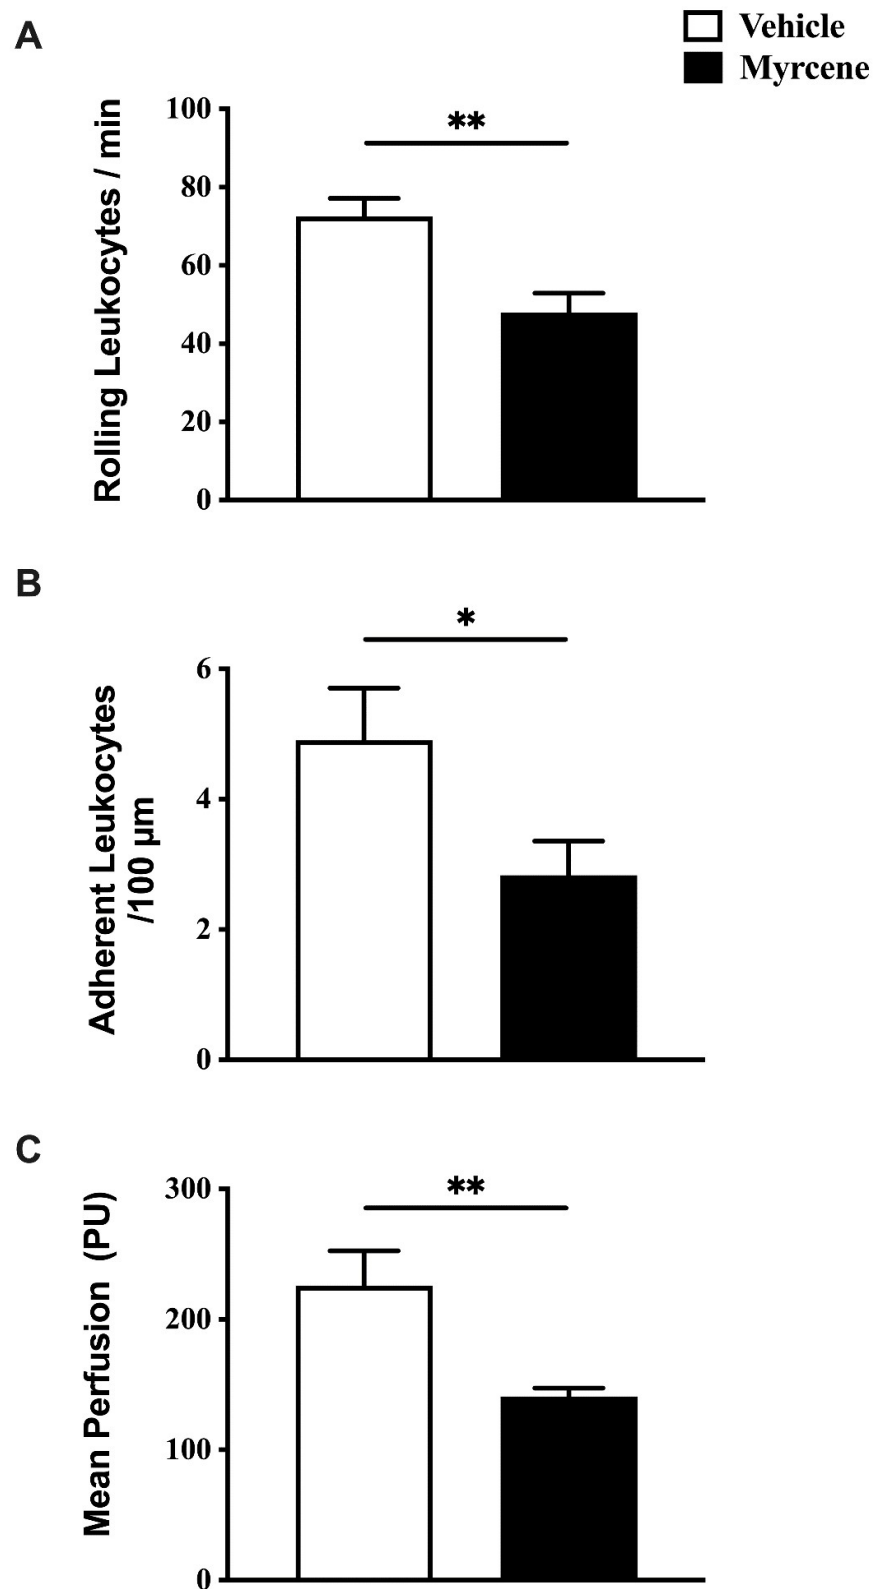 A
Vehicle
Myrcene
Rolling Leukocytes / min
100
80
60
40
20
0
**
B
Adherent Leukocytes
/100 µm
6
4
2
0
*
C
Mean Perfusion (PU)
300
200
100
0
**